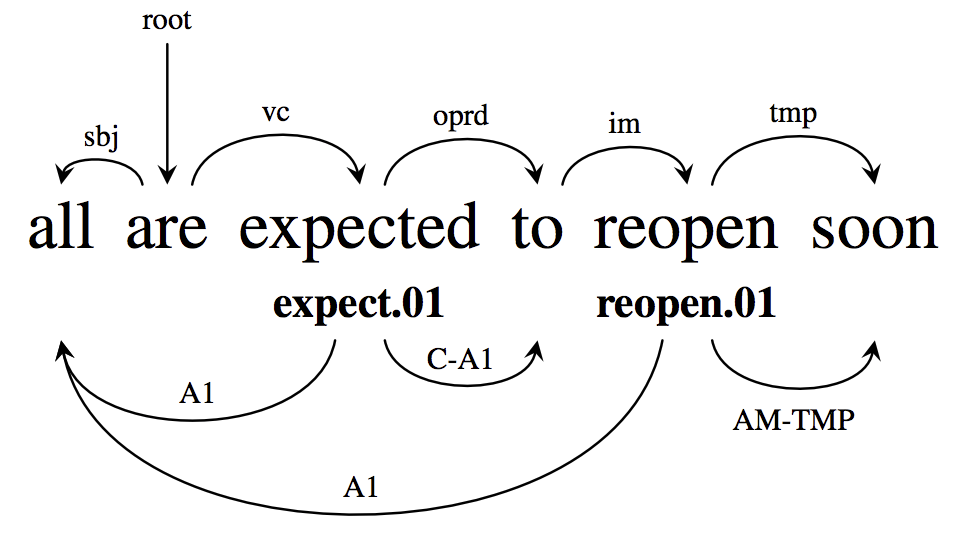 root
sbj vc oprd im tmp
all are expected to reopen soon
expect.01 reopen.01
A1 C-A1 AM-TMP
A1